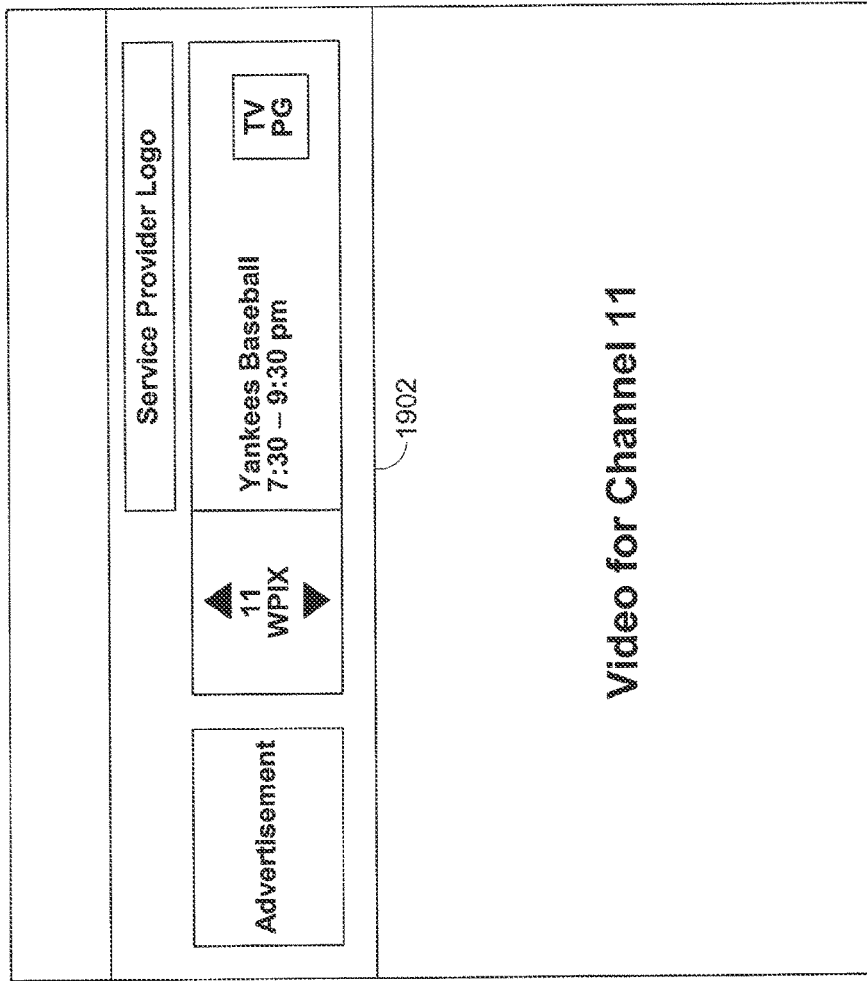 Service Provider Logo
Advertisement
11
WPIX
Yankees Baseball
7:30 – 9:30 pm
TV
PG
1902
Video for Channel 11